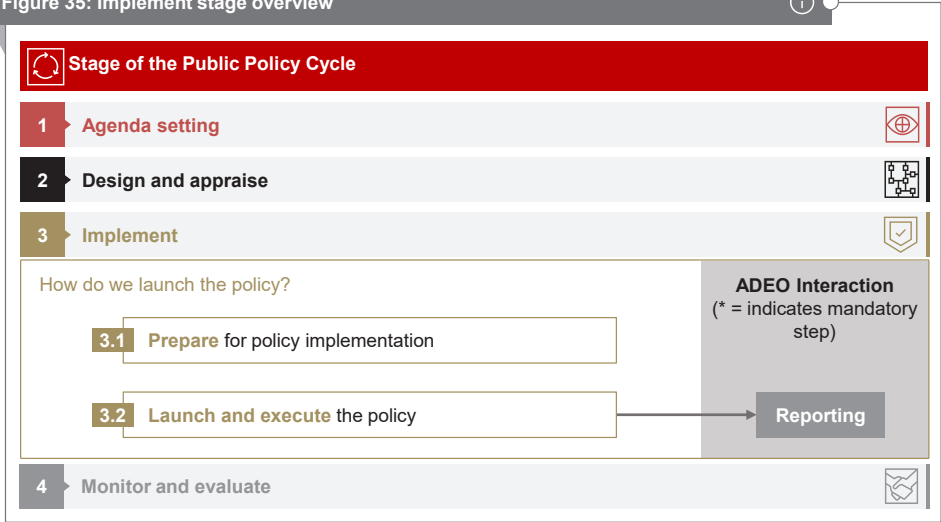 Figure 35: Implement stage overview
Stage of the Public Policy Cycle
1 Agenda setting
2 Design and appraise
3 Implement
How do we launch the policy?
ADEO Interaction
(* = indicates mandatory
step)
3.1 Prepare for policy implementation
3.2 Launch and execute the policy
Reporting
4 Monitor and evaluate